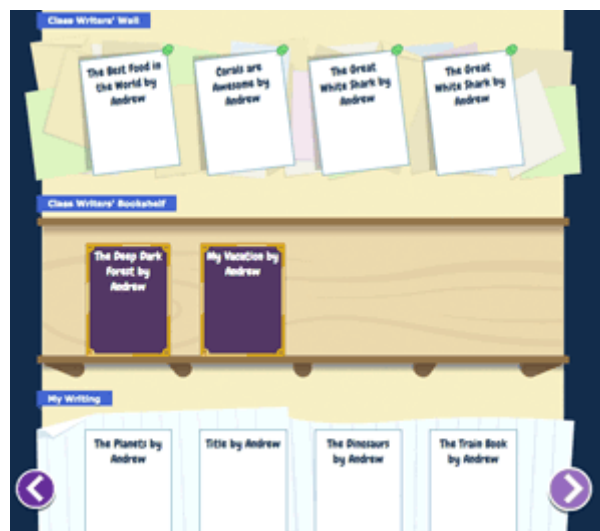 Class Writers' Wall
The Best Food in
the World by
Andrew
Corals are
Awesome by
Andrew
The Great
White Shark by
Andrew
The Great
White Shark by
Andrew
Class Writers' Bookshelf
The Deep Dark
Forest by
Andrew
My Vacation by
Andrew
My Writing
The Planets by
Andrew
Title by Andrew
The Dinosaurs
by Andrew
The Train Book
by Andrew